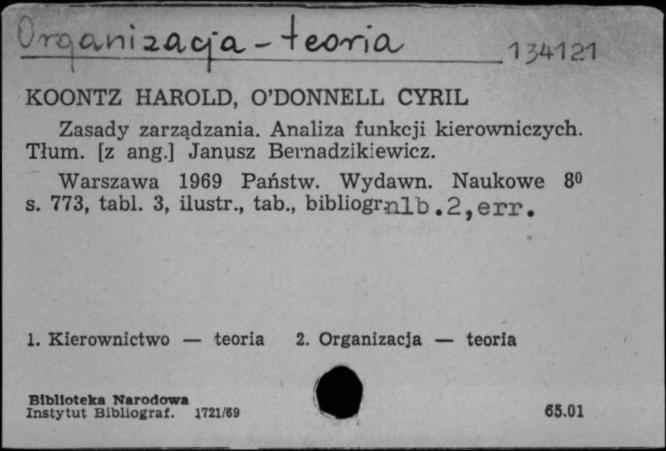 Organizacja - teoria
134121
KOONTZ HAROLD, O'DONNELL CYRIL
Zasady zarządzania. Analiza funkcji kierowniczych.
Tłum. [z ang.] Janusz Bernadzikiewicz.
Warszawa 1969 Państw. Wydawn. Naukowe 8⁰
s. 773, tabl. 3, ilustr., tab., bibliogr.nlb.2,err.
1. Kierownictwo — teoria 2. Organizacja — teoria
Biblioteka Narodowa
Instytut Bibliograf. 1721/69
65.01